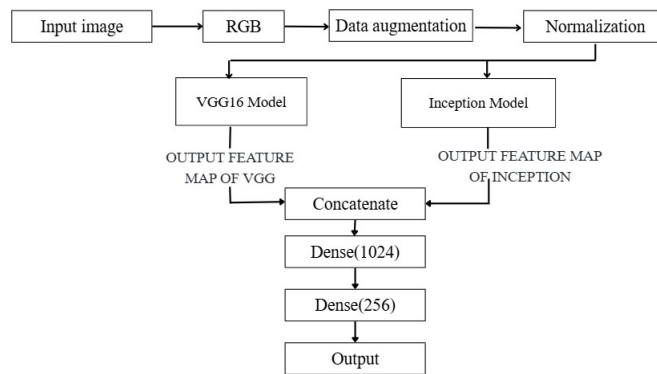 Input image
RGB
Data augmentation
Normalization
VGG16 Model
Inception Model
OUTPUT FEATURE
MAP OF VGG
OUTPUT FEATURE MAP
OF INCEPTION
Concatenate
Dense(1024)
Dense(256)
Output